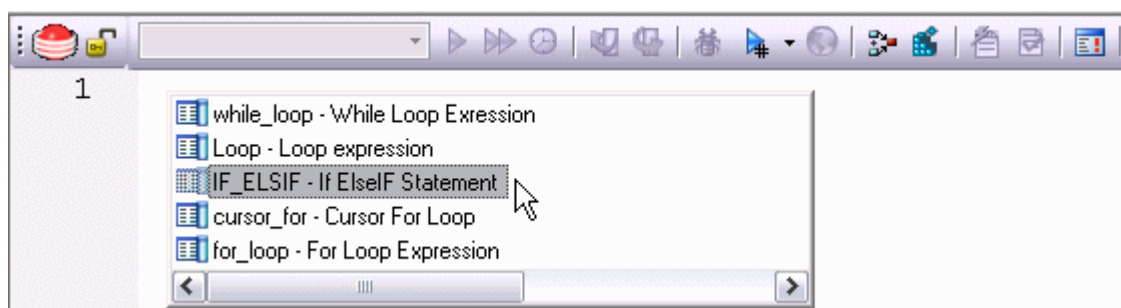 1
while_loop - While Loop Exression
Loop - Loop expression
IF_ELSIF - If ElseIF Statement
cursor_for - Cursor For Loop
for_loop - For Loop Expression